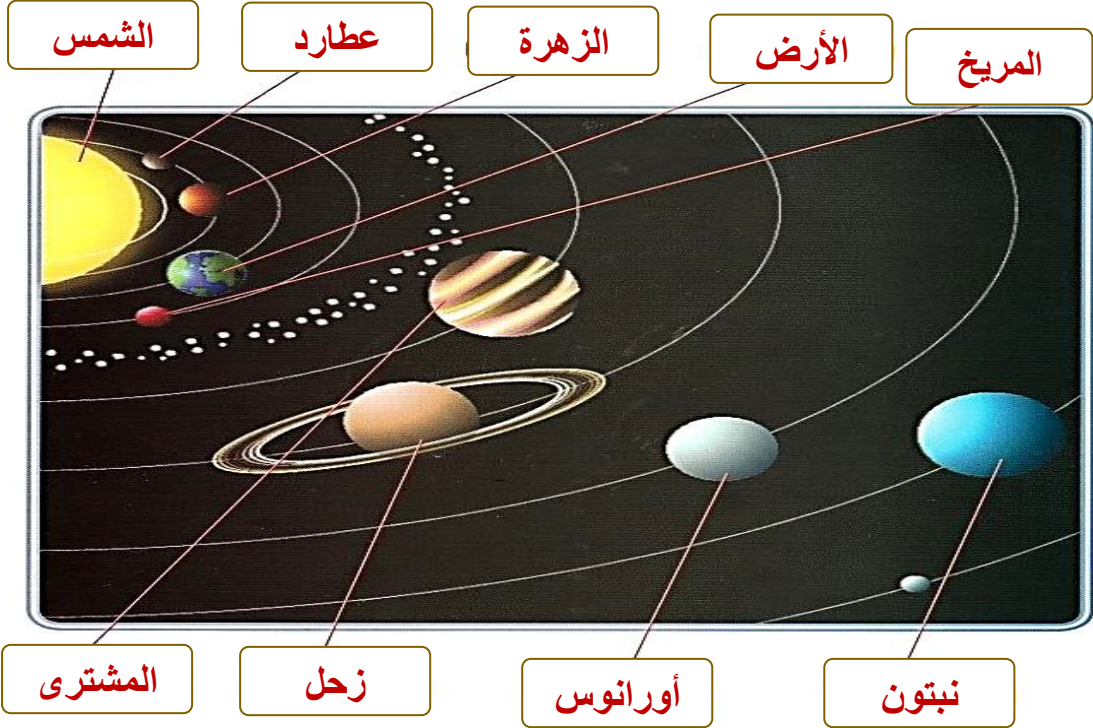 الشمس
عطارد
الزهرة
الأرض
المريخ
المشترى
زحل
أورانوس
نبتون